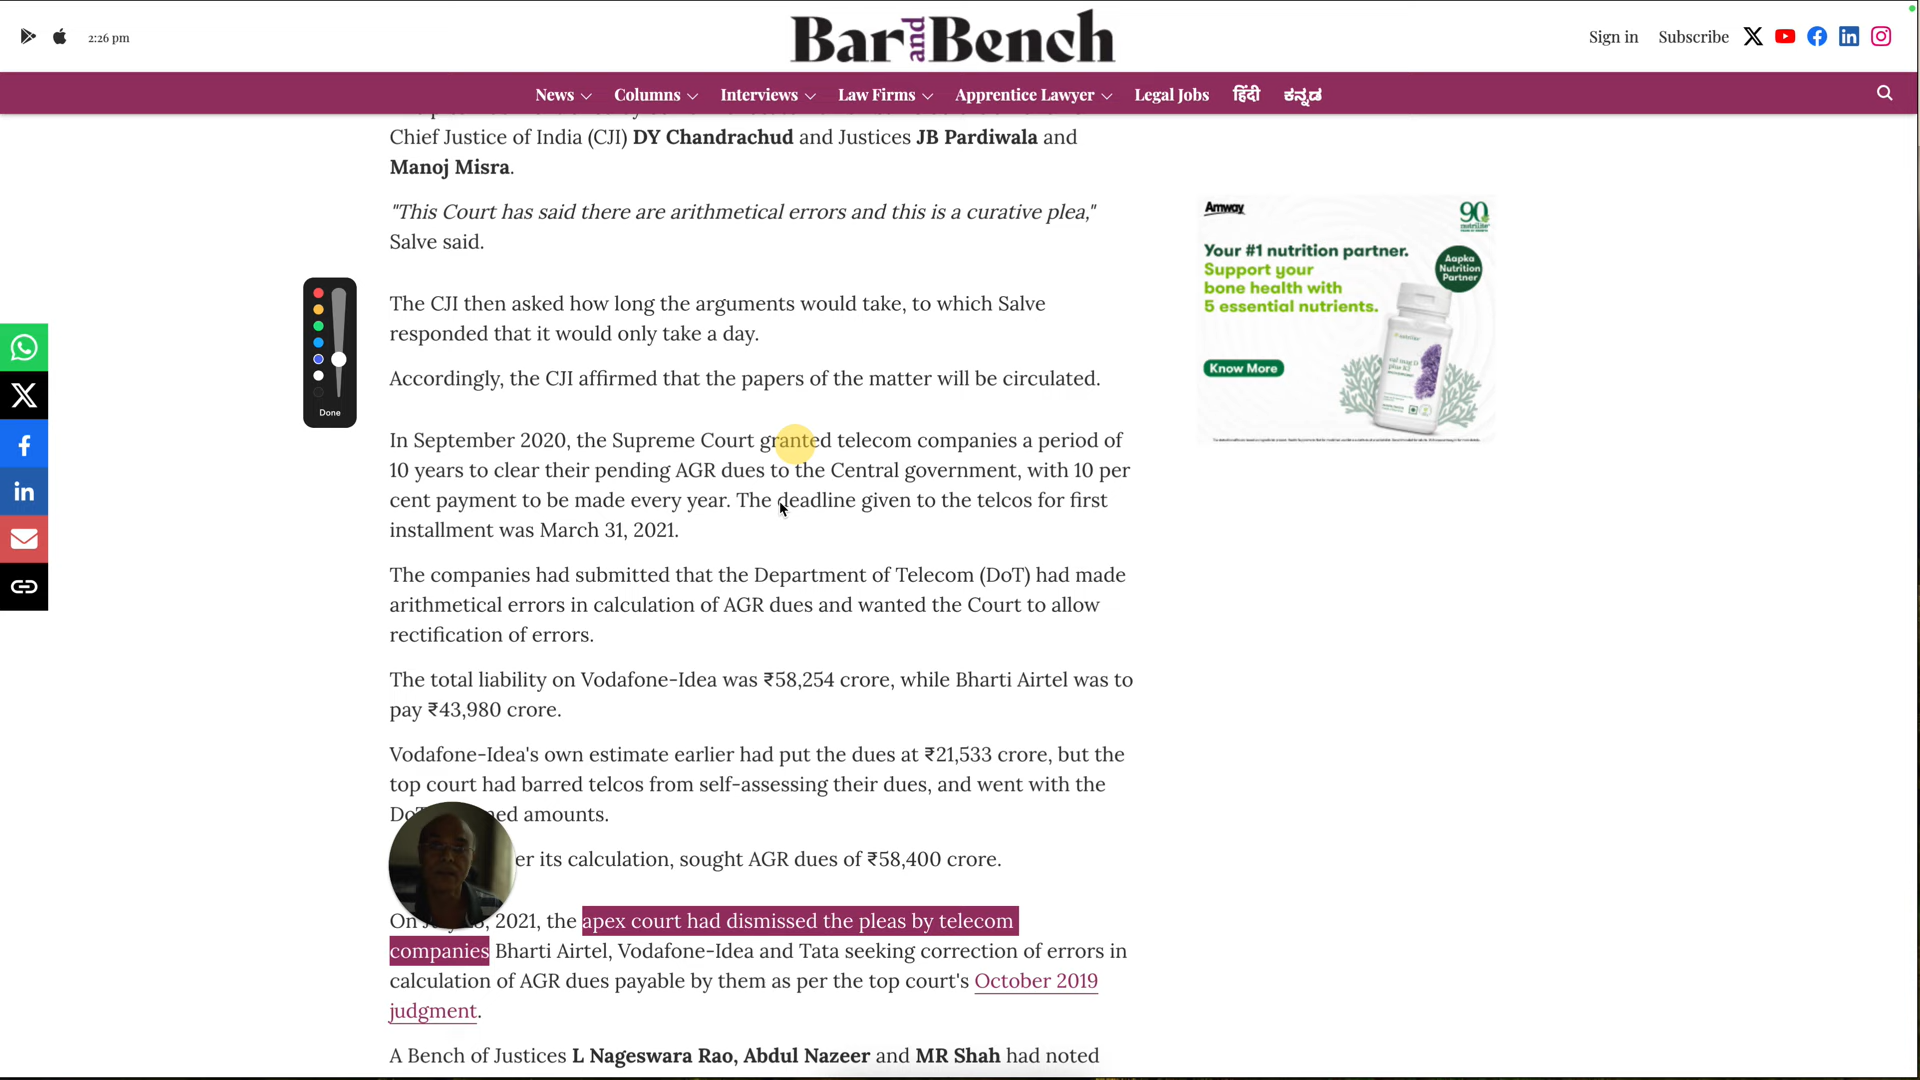 2:26 pm
Bar and Bench
Sign in
Subscribe
News
Columns
Interviews
Law Firms
Apprentice Lawyer
Legal Jobs
हिंदी
ಕನ್ನಡ
Chief Justice of India (CJI) DY Chandrachud and Justices JB Pardiwala and
Manoj Misra.
"This Court has said there are arithmetical errors and this is a curative plea,"
Salve said.
The CJI then asked how long the arguments would take, to which Salve
responded that it would only take a day.
Accordingly, the CJI affirmed that the papers of the matter will be circulated.
In September 2020, the Supreme Court granted telecom companies a period of
10 years to clear their pending AGR dues to the Central government, with 10 per
cent payment to be made every year. The deadline given to the telcos for first
installment was March 31, 2021.
The companies had submitted that the Department of Telecom (DoT) had made
arithmetical errors in calculation of AGR dues and wanted the Court to allow
rectification of errors.
The total liability on Vodafone-Idea was ₹58,254 crore, while Bharti Airtel was to
pay ₹43,980 crore.
Vodafone-Idea's own estimate earlier had put the dues at ₹21,533 crore, but the
top court had barred telcos from self-assessing their dues, and went with the
amounts.
its calculation, sought AGR dues of ₹58,400 crore.
On 2021, the apex court had dismissed the pleas by telecom
companies Bharti Airtel, Vodafone-Idea and Tata seeking correction of errors in
calculation of AGR dues payable by them as per the top court's October 2019
judgment.
A Bench of Justices L Nageswara Rao, Abdul Nazeer and MR Shah had noted
Done
Amway
90
nutrilite
Your #1 nutrition partner.
Support your
bone health with
5 essential nutrients.
Aapka
Nutrition
Partner
Know More